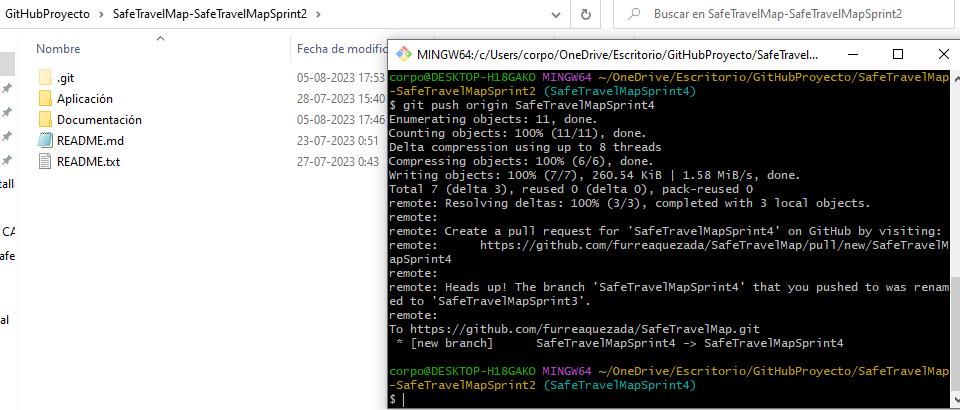 GitHubProyecto > SafeTravelMap-SafeTravelMapSprint2 >
Buscar en SafeTravelMap-SafeTravelMapSprint2
Nombre
Fecha de modific
.git
05-08-2023 17:53
Aplicación
28-07-2023 15:40
Documentación
05-08-2023 17:46
README.md
23-07-2023 0:51
README.txt
27-07-2023 0:43
talla
CA
afe
al
MINGW64:/c/Users/corpo/OneDrive/Escritorio/GitHubProyecto/SafeTravel...
corpo@DESKTOP-H18GAKO MINGW64 ~/OneDrive/Escritorio/GitHubProyecto/SafeTravelMap
-SafeTravelMapSprint2 (SafeTravelMapSprint4)
$ git push origin SafeTravelMapSprint4
Enumerating objects: 11, done.
Counting objects: 100% (11/11), done.
Delta compression using up to 8 threads
Compressing objects: 100% (6/6), done.
Writing objects: 100% (7/7), 260.54 KiB | 1.58 MiB/s, done.
Total 7 (delta 3), reused 0 (delta 0), pack-reused 0
remote: Resolving deltas: 100% (3/3), completed with 3 local objects.
remote:
remote: Create a pull request for 'SafeTravelMapSprint4' on GitHub by visiting:
remote:      https://github.com/furreaquezada/SafeTravelMap/pull/new/SafeTravelM
apSprint4
remote:
remote: Heads up! The branch 'SafeTravelMapSprint4' that you pushed to was renam
ed to 'SafeTravelMapSprint3'.
remote:
To https://github.com/furreaquezada/SafeTravelMap.git
 * [new branch]      SafeTravelMapSprint4 -> SafeTravelMapSprint4
corpo@DESKTOP-H18GAKO MINGW64 ~/OneDrive/Escritorio/GitHubProyecto/SafeTravelMap
-SafeTravelMapSprint2 (SafeTravelMapSprint4)
$